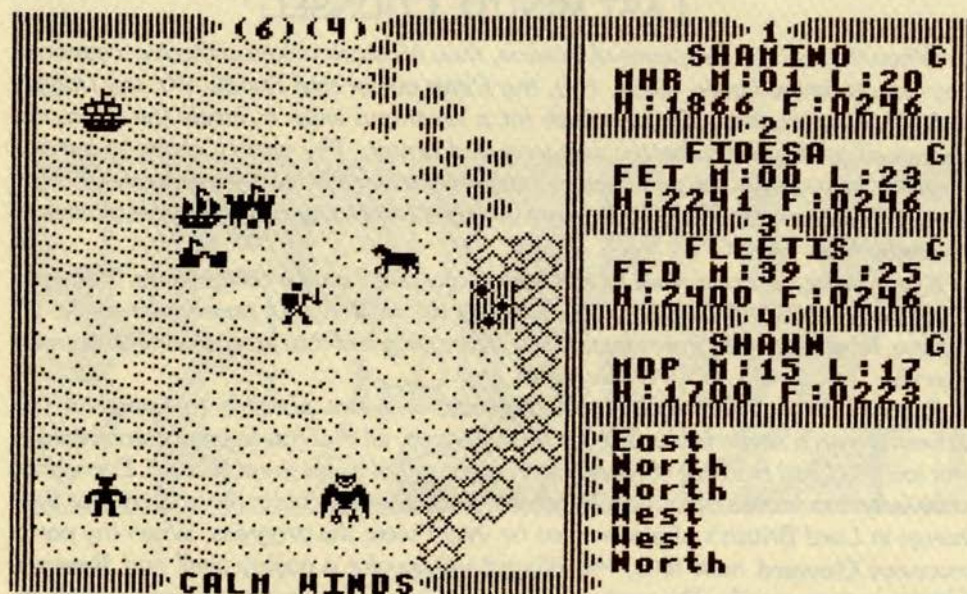 (6)(4)
CALM WINDS
1
SHAMINO G
MHR M:01 L:20
H:1866 F:0246
2
FIDESA G
FET M:00 L:23
H:2241 F:0246
3
FLEETIS G
FFD M:39 L:25
H:2400 F:0246
4
SHAWN G
MDP M:15 L:17
H:1700 F:0223
East
North
North
West
West
North